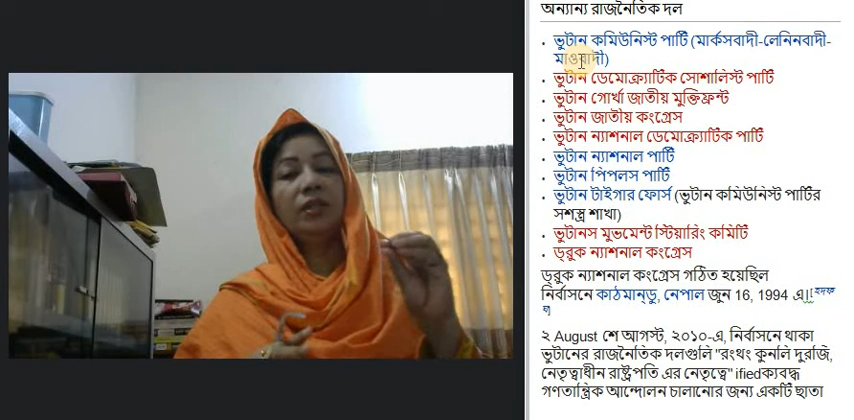 অন্যান্য রাজনৈতিক দল
• ভুটান কমিউনিস্ট পার্টি (মার্কসবাদী-লেনিনবাদী-
মাওবাদী)
• ভুটান ডেমোক্র্যাটিক সোশালিস্ট পার্টি
• ভুটান গোর্খা জাতীয় মুক্তিফ্রন্ট
• ভুটান জাতীয় কংগ্রেস
• ভুটান ন্যাশনাল ডেমোক্র্যাটিক পার্টি
• ভুটান ন্যাশনাল পার্টি
• ভুটান পিপলস পার্টি
• ভুটান টাইগার ফোর্স (ভুটান কমিউনিস্ট পার্টির
সশস্ত্র শাখা)
• ভুটানস মুভমেন্ট স্টিয়ারিং কমিটি
• ড্রুক ন্যাশনাল কংগ্রেস
ড্রুক ন্যাশনাল কংগ্রেস গঠিত হয়েছিল
নির্বাসনে কাঠমান্ডু, নেপাল জুন 16, 1994 এ।
২ August শে আগস্ট, ২০১০-এ, নির্বাসনে থাকা
ভুটানের রাজনৈতিক দলগুলি "রংথং কুনলি দুরজি,
নেতৃত্বাধীন রাষ্ট্রপতি এর নেতৃত্বে" ifiedক্যবদ্ধ
গণতান্ত্রিক আন্দোলন চালানোর জন্য একটি ছাতা